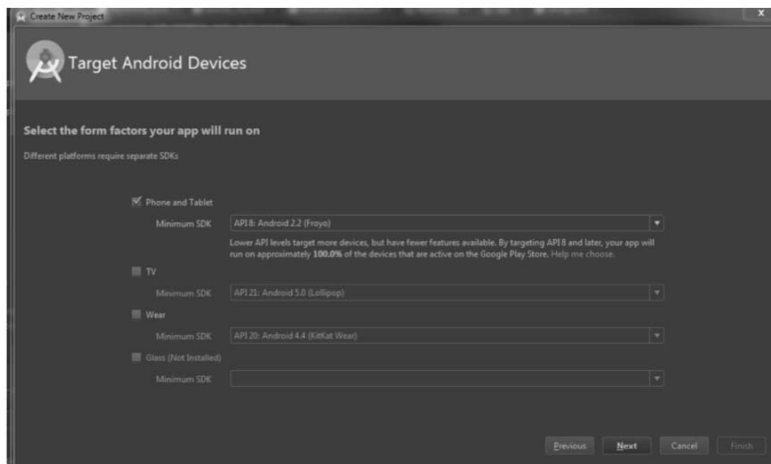 Create New Project
x
Target Android Devices
Select the form factors your app will run on
Different platforms require separate SDKs
Phone and Tablet
Minimum SDK API 8: Android 2.2 (Froyo)
Lower API levels target more devices, but have fewer features available. By targeting API 8 and later, your app will
run on approximately 100.0% of the devices that are active on the Google Play Store. Help me choose.
TV
Minimum SDK API 21: Android 5.0 (Lollipop)
Wear
Minimum SDK API 20: Android 4.4 (KitKat Wear)
Glass (Not Installed)
Minimum SDK
Previous Next Cancel Finish